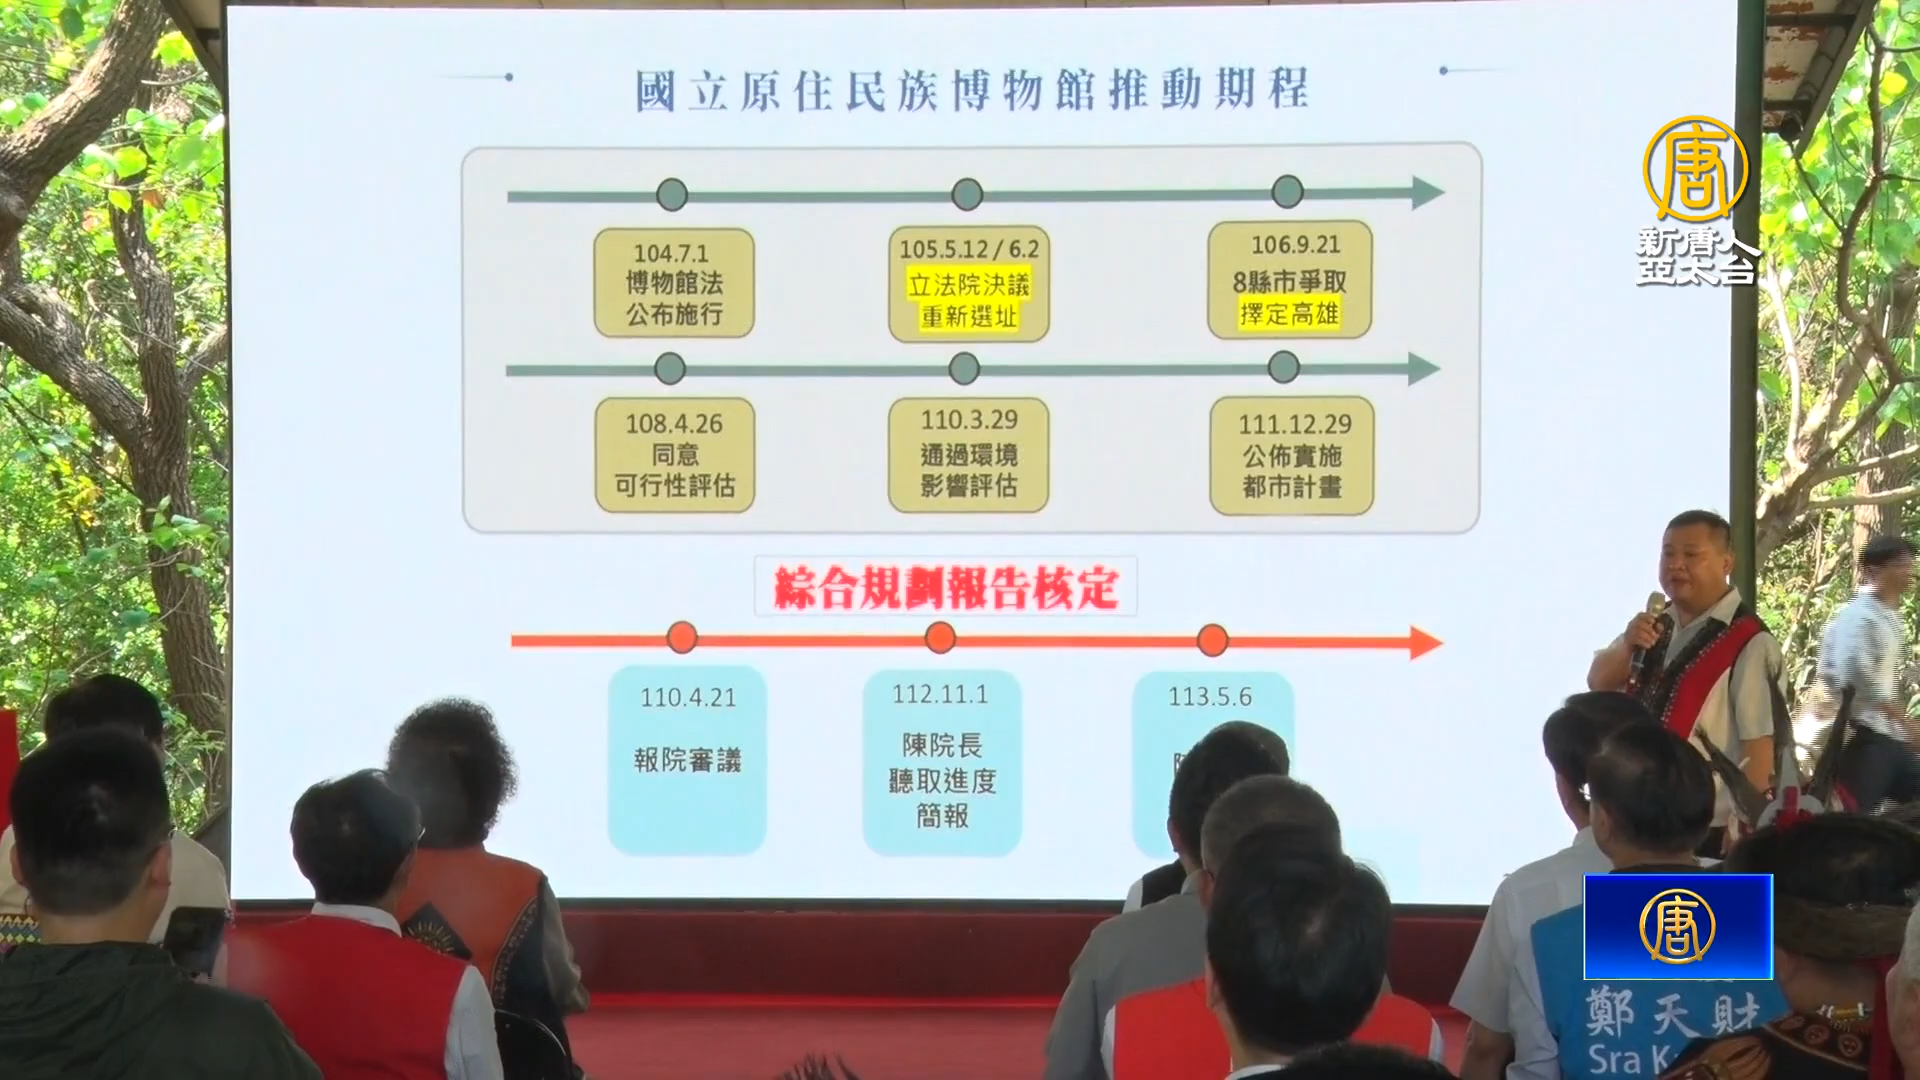 國立原住民族博物館推動期程
104.7.1
博物館法
公布施行
105.5.12 / 6.2
立法院決議
重新選址
106.9.21
8縣市爭取
擇定高雄
108.4.26
同意
可行性評估
110.3.29
通過環境
影響評估
111.12.29
公佈實施
都市計畫
綜合規劃報告核定
110.4.21
報院審議
112.11.1
陳院長
聽取進度
簡報
113.5.6
唐
新唐人
亞太台
唐
鄭天財
Sra